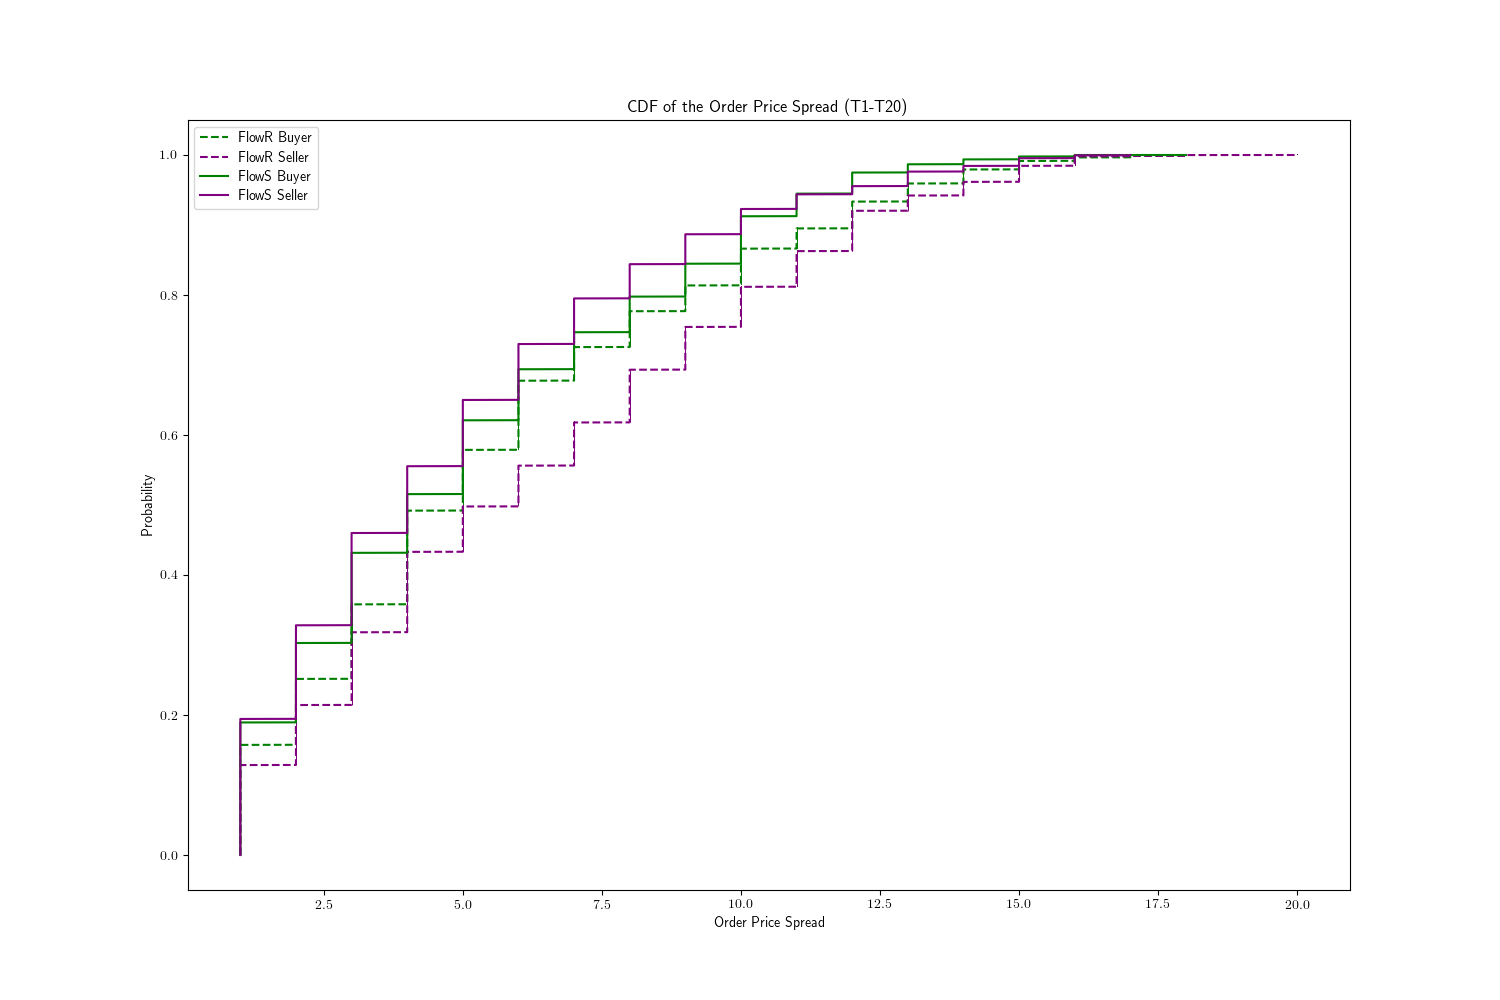 CDF of the Order Price Spread (T1-T20)
FlowR Buyer
FlowR Seller
FlowS Buyer
FlowS Seller
1.0
0.8
0.6
0.4
0.2
0.0
Probability
2.5 5.0 7.5 10.0 12.5 15.0 17.5 20.0
Order Price Spread